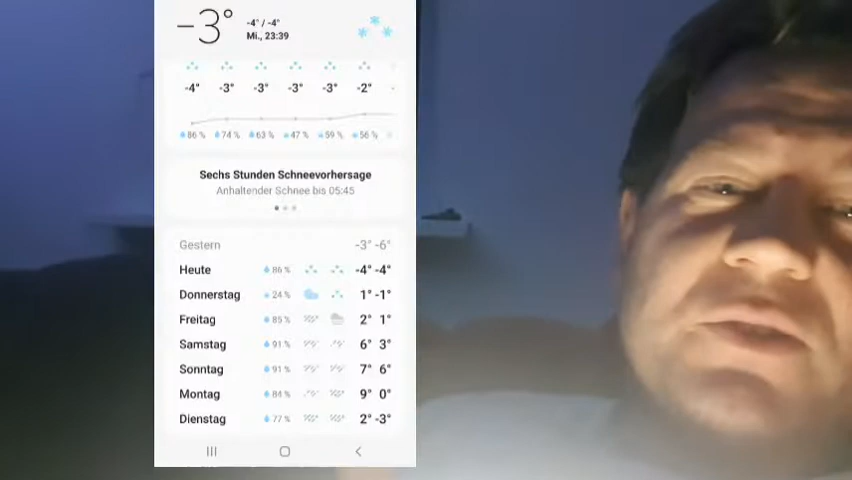 -3° -4° / -4°
Mi., 23:39
-4° -3° -3° -3° -3° -2°
86 % 74 % 63 % 47 % 59 % 56 %
Sechs Stunden Schneevorhersage
Anhaltender Schnee bis 05:45
Gestern -3° -6°
Heute 86 % -4° -4°
Donnerstag 24 % 1° -1°
Freitag 85 % 2° 1°
Samstag 91 % 6° 3°
Sonntag 91 % 7° 6°
Montag 84 % 9° 0°
Dienstag 77 % 2° -3°